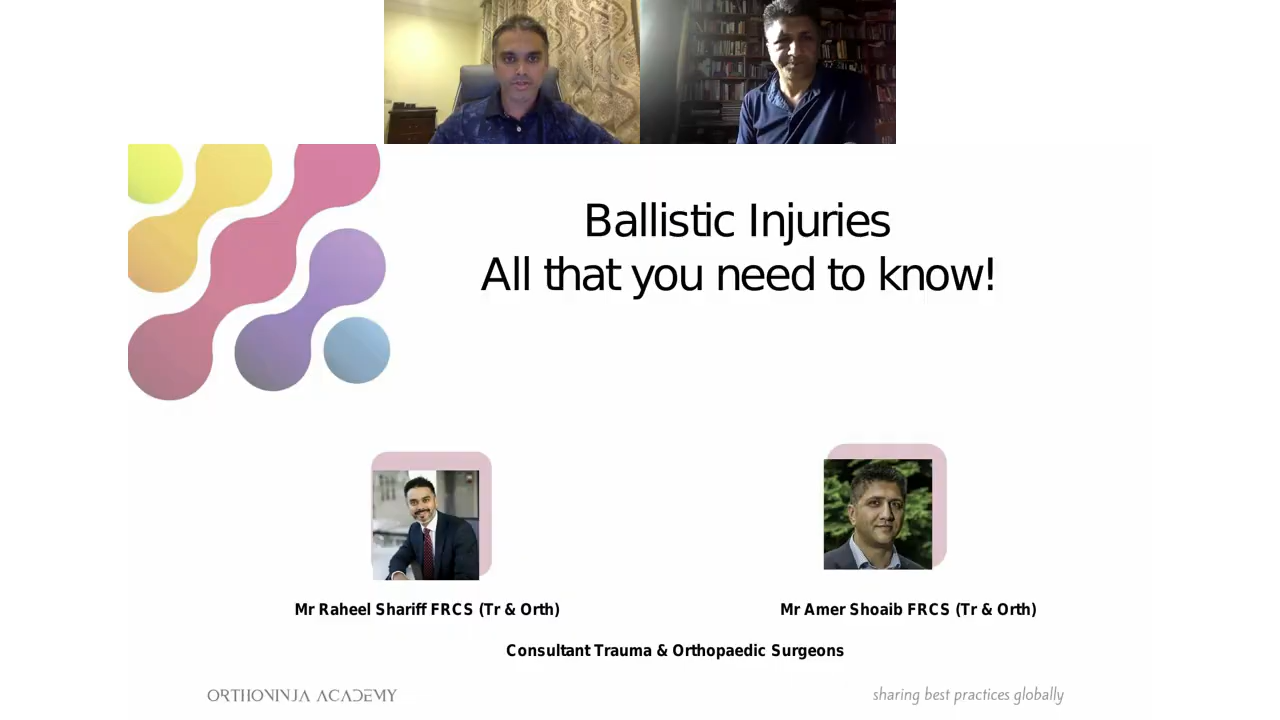 Ballistic Injuries
All that you need to know!
Mr Raheel Shariff FRCS (Tr & Orth)
Mr Amer Shoaib FRCS (Tr & Orth)
Consultant Trauma & Orthopaedic Surgeons
ORTHONINJA ACADEMY
sharing best practices globally